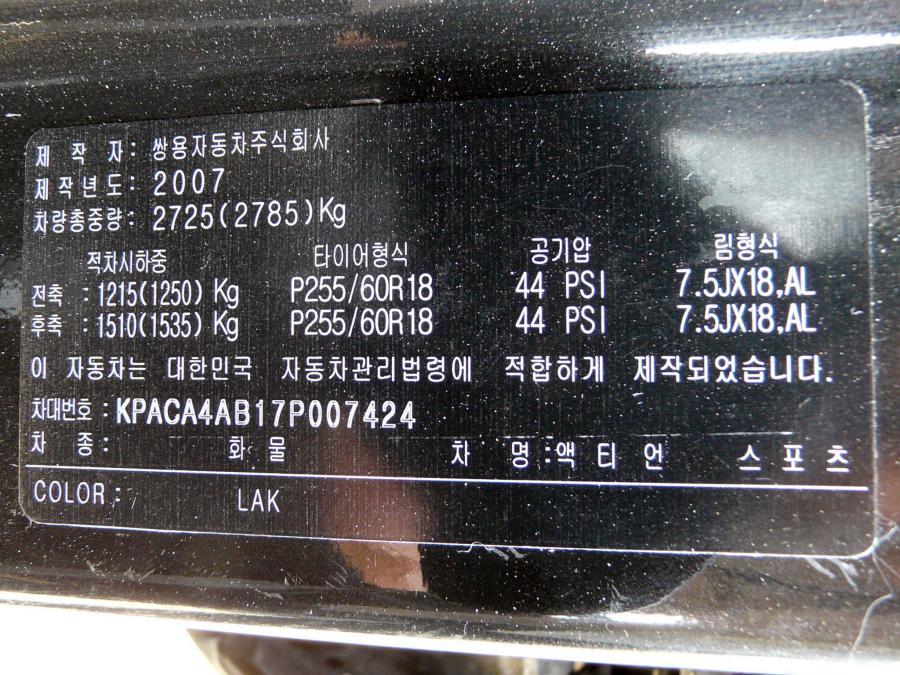 제 작 자: 쌍용자동차주식회사
제작년도: 2007
차량총중량: 2725(2785)Kg
적차시하중 타이어형식 공기압 림형식
전축 :1215(1250) Kg P255/60R18 44 PSI 7.5JX18,AL
후축 :1510(1535) Kg P255/60R18 44 PSI 7.5JX18,AL
이 자동차는 대한민국 자동차관리법령에 적합하게 제작되었습니다.
차대번호 :KPACA4AB17P007424
차 종: 화 물 차 명:액 티 언 스 포 츠
COLOR: LAK